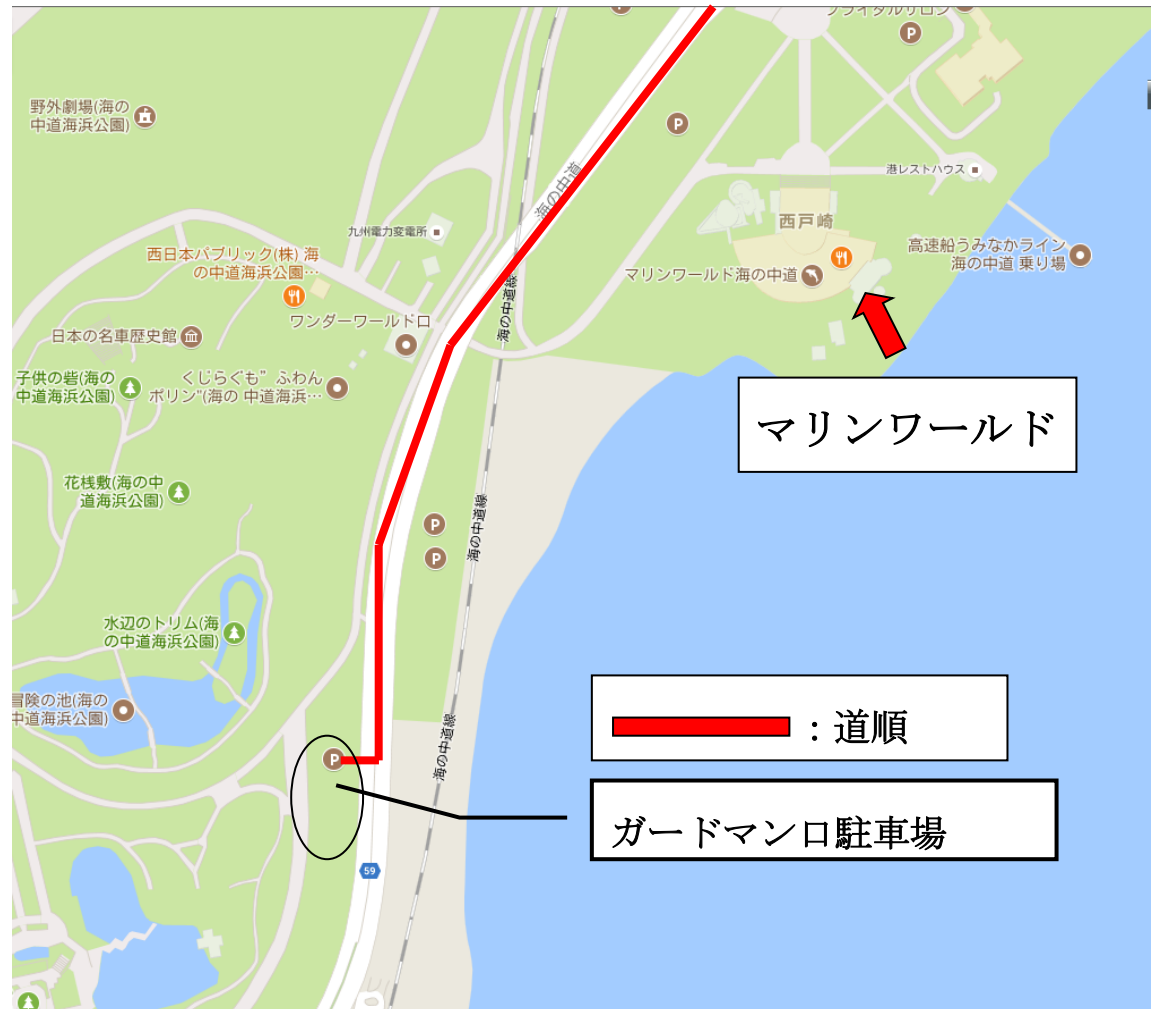 ブライダルサロン
P
P
野外劇場(海の
中道海浜公園)
P
海の中道
港レストハウス
西戸崎
九州電力変電所
西日本パブリック(株) 海
の中道海浜公園…
高速船うみなかライン
海の中道 乗り場
マリンワールド海の中道
海の中道線
ワンダーワールド口
日本の名車歴史館
子供の砦(海の
中道海浜公園)
くじらぐも”ふわん
ポリン"(海の 中道海浜…
マリンワールド
花桟敷(海の中
道海浜公園)
海の中道線
P
P
水辺のトリム(海
の中道海浜公園)
冒険の池(海の
中道海浜公園)
海の中道線
：道順
P
ガードマン口駐車場
59